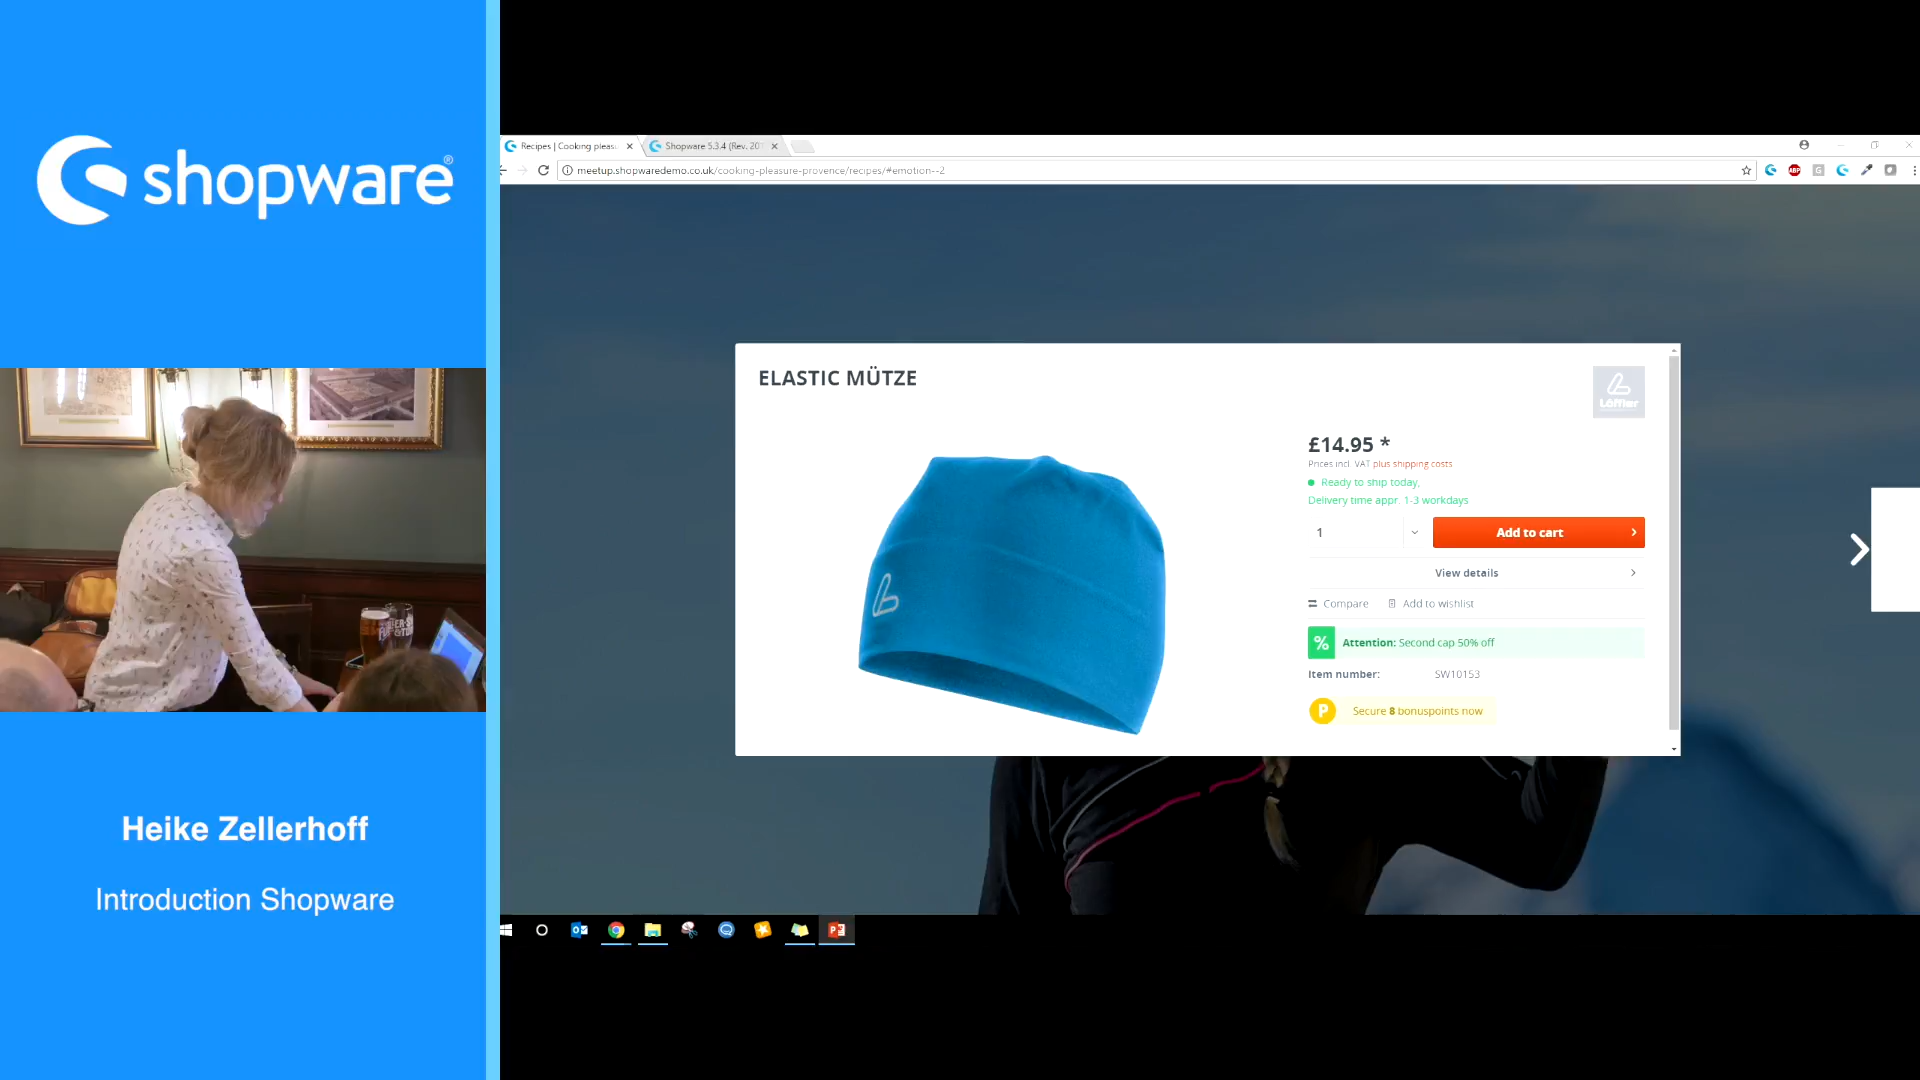 shopware®
Heike Zellerhoff
Introduction Shopware
Recipes | Cooking pleas
Shopware 5.3.4 (Rev. 20
meetup.shopwaredemo.co.uk/cooking-pleasure-provence/recipes/#emotion--2
ABP
ELASTIC MÜTZE
Löffler
£14.95 *
Prices incl. VAT plus shipping costs
Ready to ship today,
Delivery time appr. 1-3 workdays
1
Add to cart
View details
Compare
Add to wishlist
% Attention: Second cap 50% off
Item number: SW10153
P Secure 8 bonuspoints now